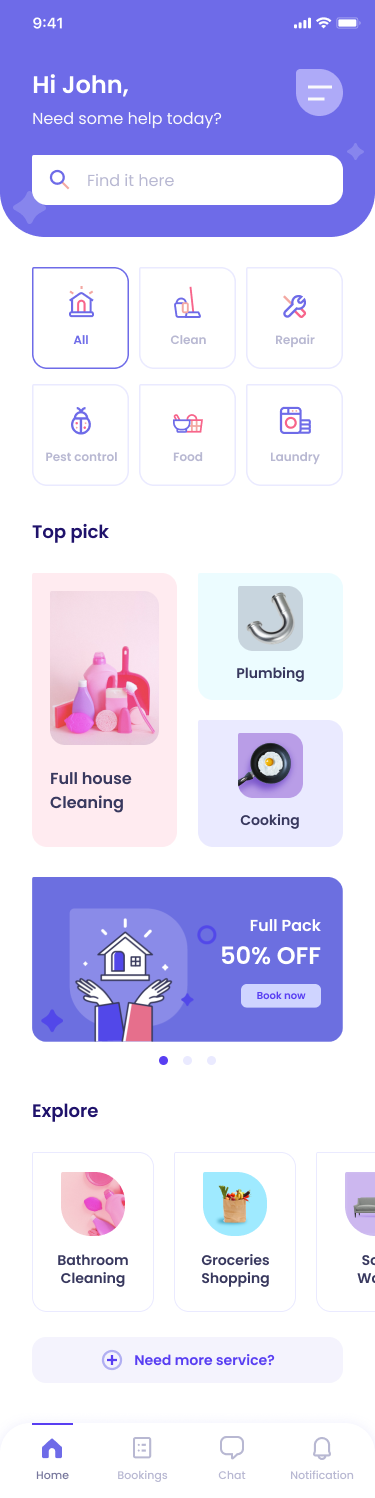 9:41
Hi John,
Need some help today?
Find it here
All
Clean
Repair
Pest control
Food
Laundry
Top pick
Full house
Cleaning
Plumbing
Cooking
Full Pack
50% OFF
Book now
Explore
Bathroom
Cleaning
Groceries
Shopping
Need more service?
Home
Bookings
Chat
Notification